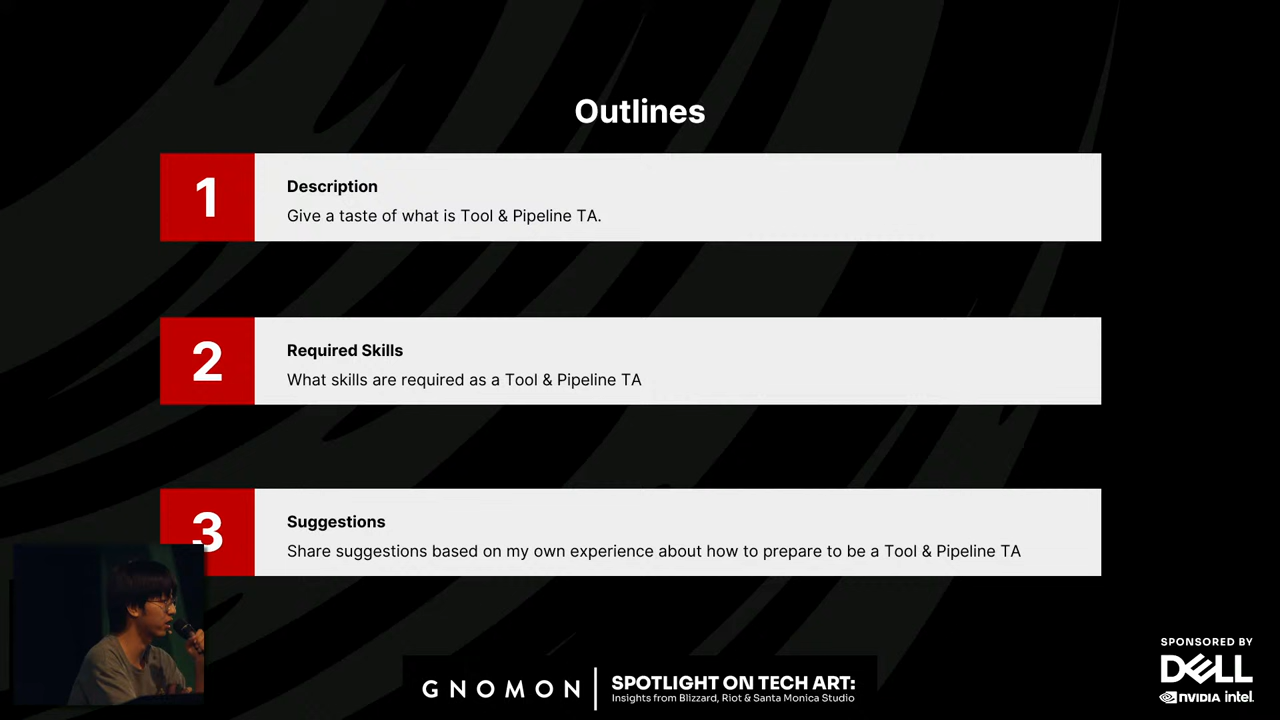 Outlines
1
Description
Give a taste of what is Tool & Pipeline TA.
2
Required Skills
What skills are required as a Tool & Pipeline TA
3
Suggestions
Share suggestions based on my own experience about how to prepare to be a Tool & Pipeline TA
GNOMON
SPOTLIGHT ON TECH ART:
Insights from Blizzard, Riot & Santa Monica Studio
SPONSORED BY
DELL
NVIDIA intel.